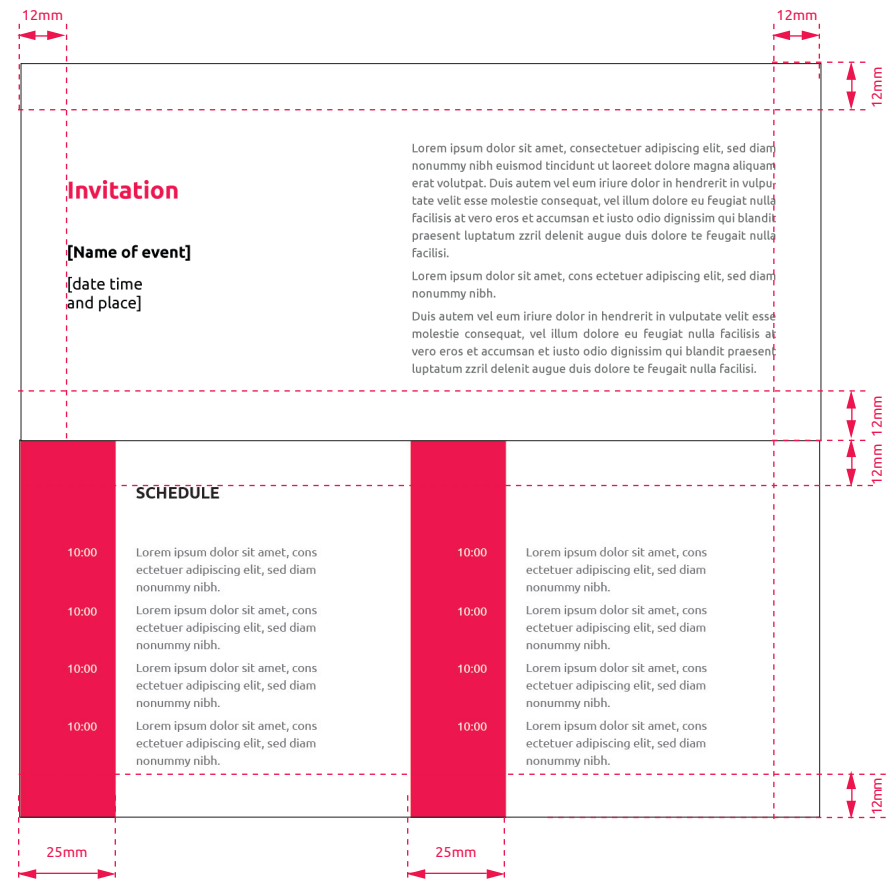 12mm
12mm
12mm
Invitation
[Name of event]
[date time
and place]
Lorem ipsum dolor sit amet, consectetuer adipiscing elit, sed diam
nonummy nibh euismod tincidunt ut laoreet dolore magna aliquam
erat volutpat. Duis autem vel eum iriure dolor in hendrerit in vulpu-
tate velit esse molestie consequat, vel illum dolore eu feugiat nulla
facilisis at vero eros et accumsan et iusto odio dignissim qui blandit
praesent luptatum zzril delenit augue duis dolore te feugait nulla
facilisi.
Lorem ipsum dolor sit amet, cons ectetuer adipiscing elit, sed diam
nonummy nibh.
Duis autem vel eum iriure dolor in hendrerit in vulputate velit esse
molestie consequat, vel illum dolore eu feugiat nulla facilisis at
vero eros et accumsan et iusto odio dignissim qui blandit praesent
luptatum zzril delenit augue duis dolore te feugait nulla facilisi.
12mm
12mm
SCHEDULE
10:00
Lorem ipsum dolor sit amet, cons
ectetuer adipiscing elit, sed diam
nonummy nibh.
10:00
Lorem ipsum dolor sit amet, cons
ectetuer adipiscing elit, sed diam
nonummy nibh.
10:00
Lorem ipsum dolor sit amet, cons
ectetuer adipiscing elit, sed diam
nonummy nibh.
10:00
Lorem ipsum dolor sit amet, cons
ectetuer adipiscing elit, sed diam
nonummy nibh.
10:00
Lorem ipsum dolor sit amet, cons
ectetuer adipiscing elit, sed diam
nonummy nibh.
10:00
Lorem ipsum dolor sit amet, cons
ectetuer adipiscing elit, sed diam
nonummy nibh.
10:00
Lorem ipsum dolor sit amet, cons
ectetuer adipiscing elit, sed diam
nonummy nibh.
10:00
Lorem ipsum dolor sit amet, cons
ectetuer adipiscing elit, sed diam
nonummy nibh.
12mm
25mm
25mm